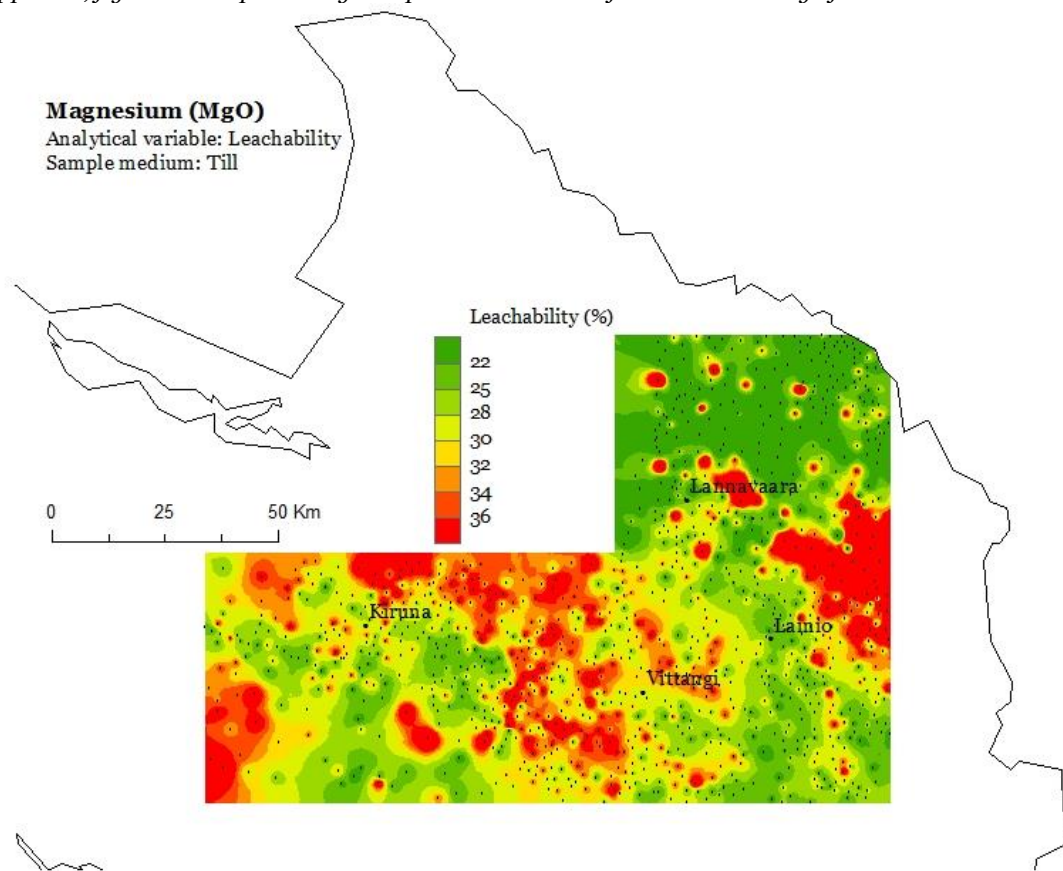 Magnesium (MgO)
Analytical variable: Leachability
Sample medium: Till
Leachability (%)
22
25
28
30
32
34
36
0 25 50 Km
Lannavaara
Kiruna
Lainio
Vittangi